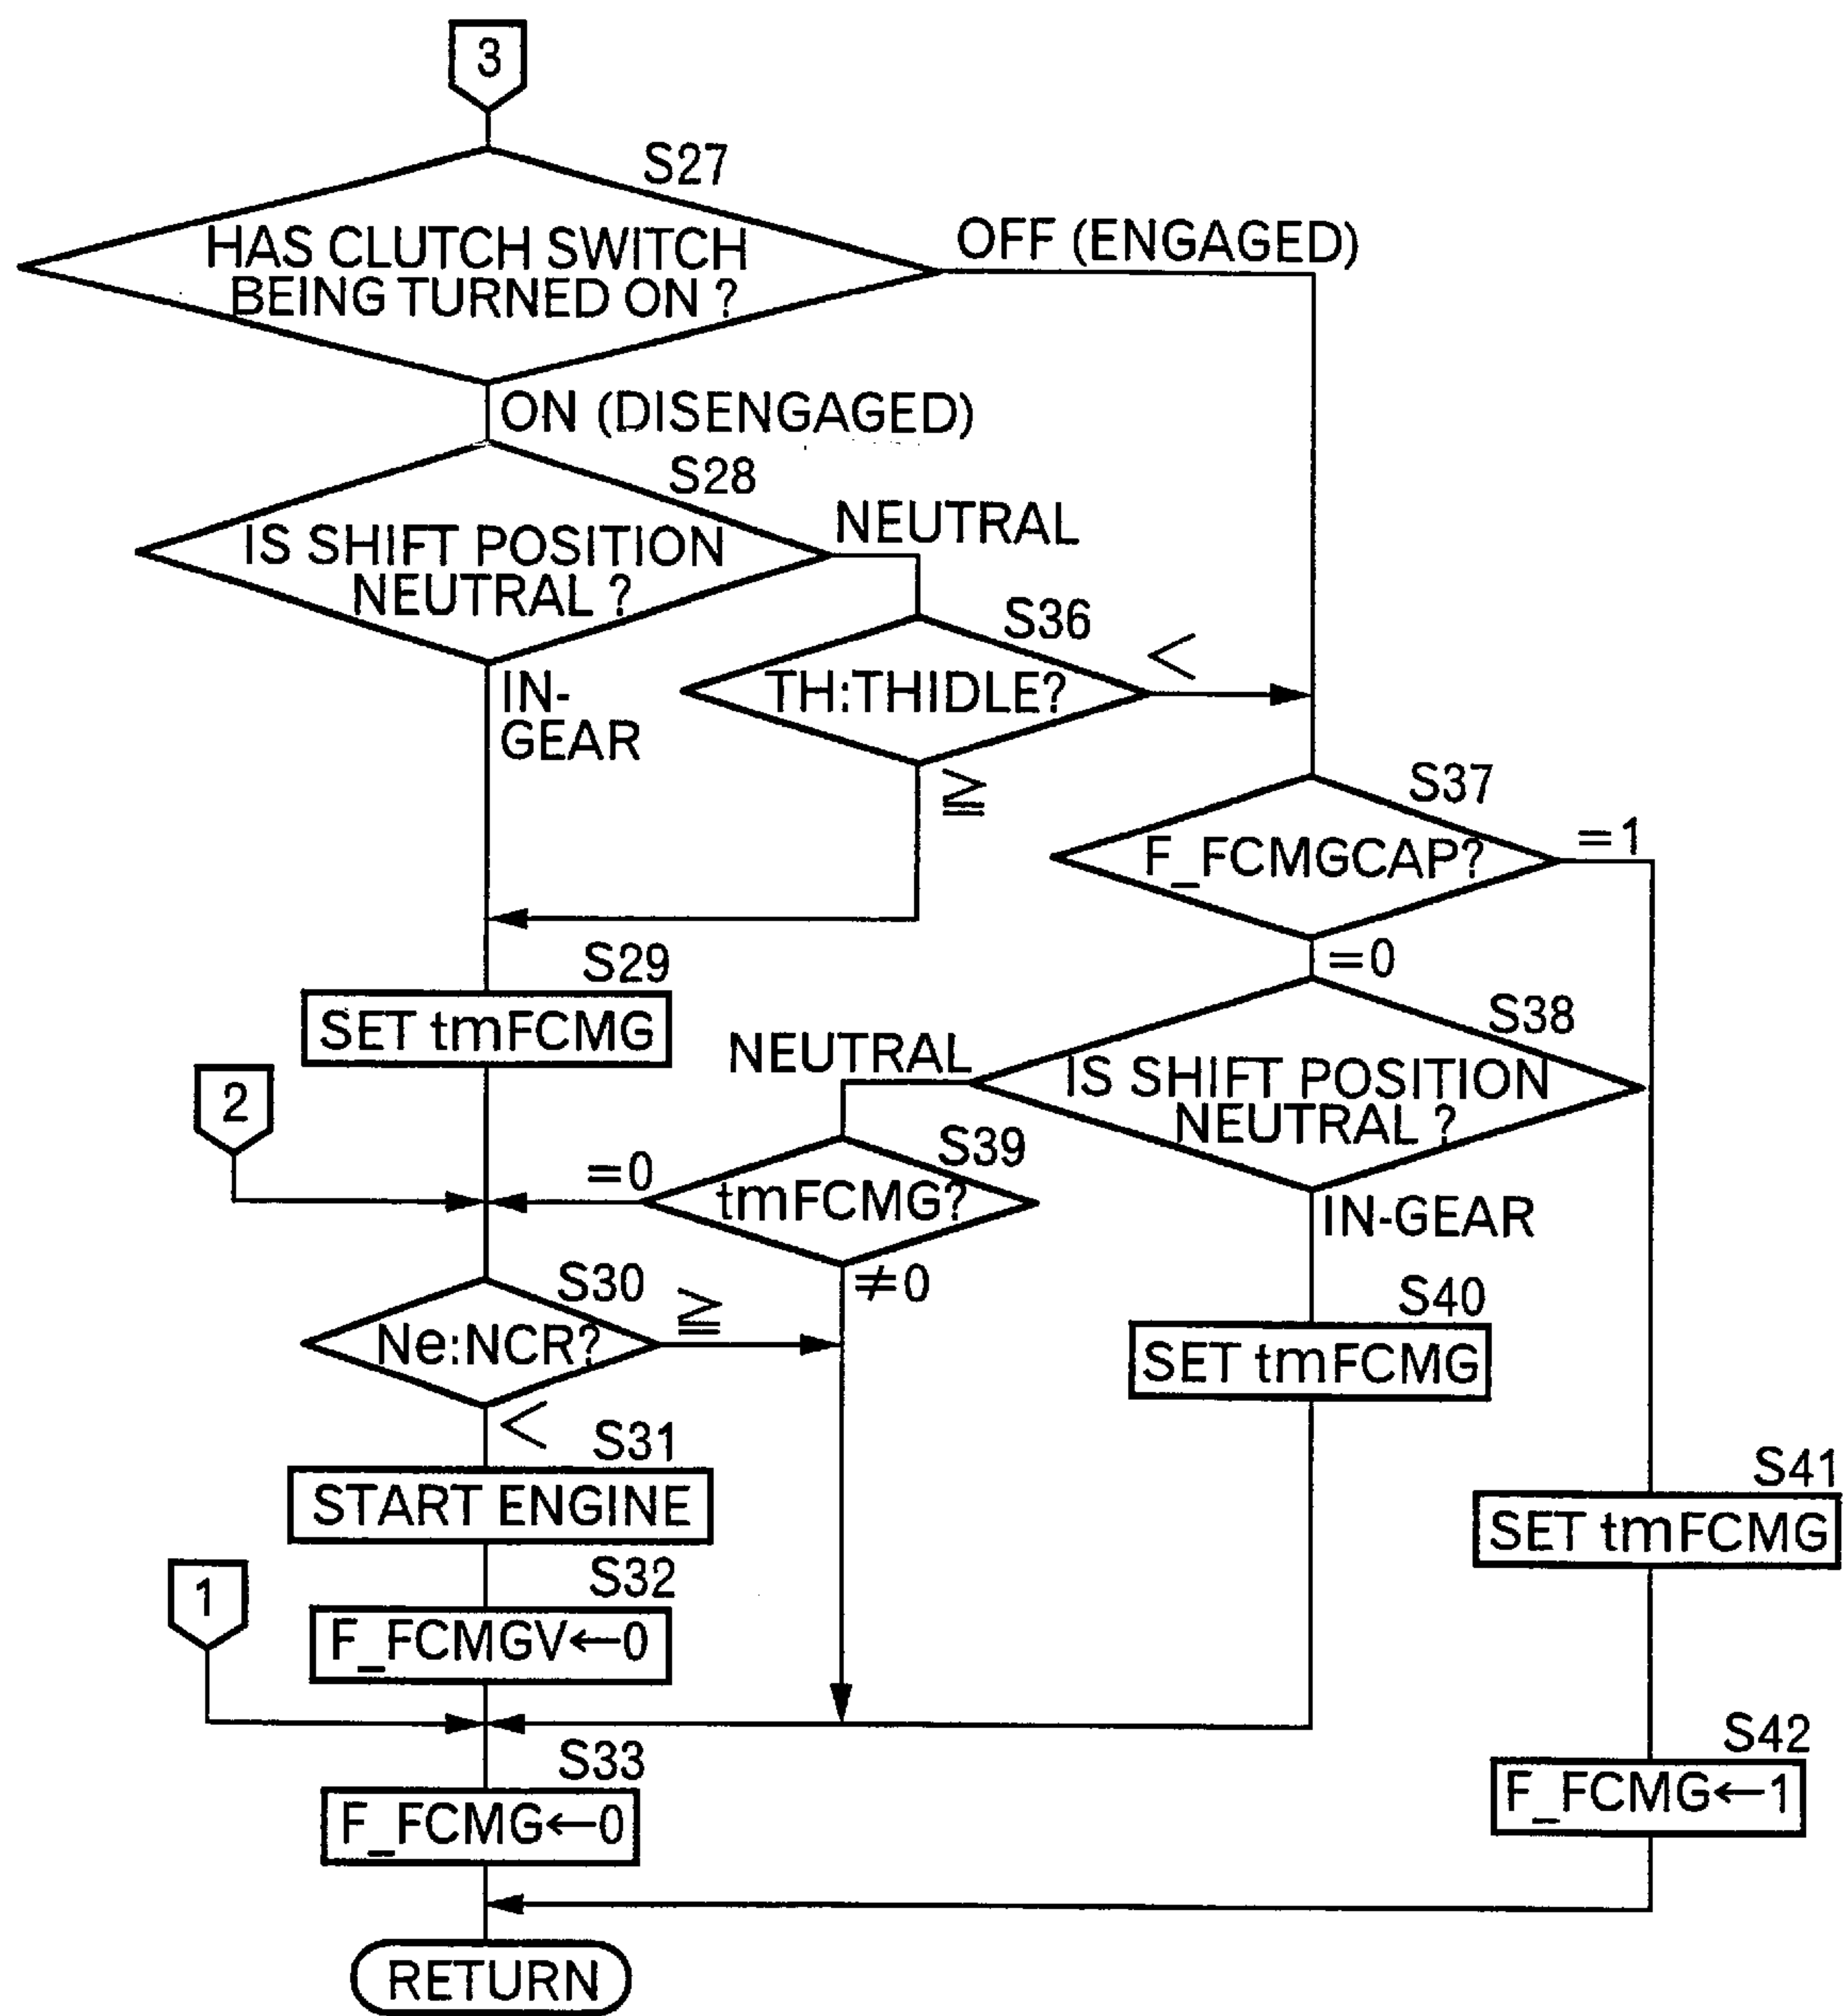 3
S27
HAS CLUTCH SWITCH
BEING TURNED ON ?
OFF (ENGAGED)
ON (DISENGAGED)
S28
IS SHIFT POSITION
NEUTRAL ?
NEUTRAL
IN-
GEAR
S36
TH:THIDLE?
<
≧
S37
F_FCMGCAP?
=1
=0
S29
SET tmFCMG
S38
IS SHIFT POSITION
NEUTRAL ?
NEUTRAL
IN-GEAR
2
S39
tmFCMG?
=0
≠0
S30
Ne:NCR?
≧
<
S40
SET tmFCMG
S31
START ENGINE
S41
SET tmFCMG
S32
F_FCMGV←0
1
S33
F_FCMG←0
S42
F_FCMG←1
RETURN